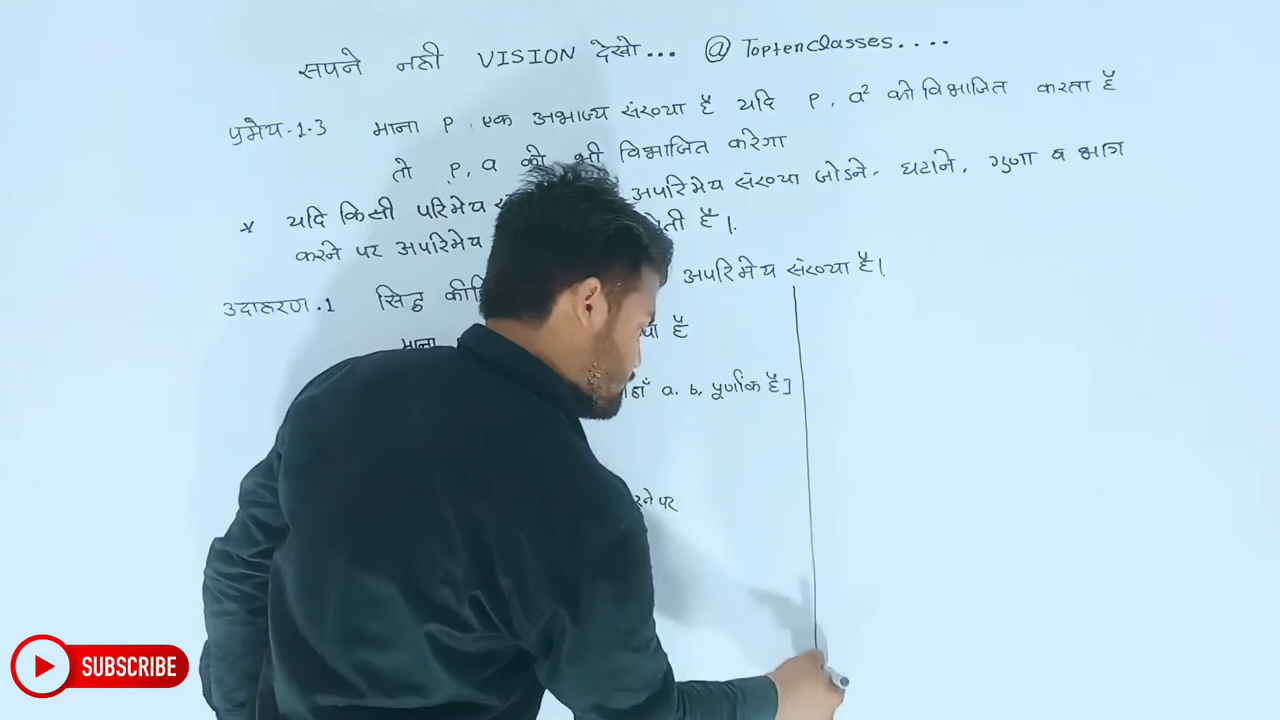 सपने नही VISION देखो... @ Toptenclasses....
प्रमेय.1.3 माना P, एक अभाज्य संख्या है यदि P, a² को विभाजित करता है
तो P, a को भी विभाजित करेगा
* यदि किसी परिमेय अपरिमेय संख्या जोडने, घटाने, गुणा व भाग
करने पर अपरिमेय होती है।
उदाहरण.1 सिद्ध अपरिमेय संख्या है।
माना है
a, b, पूर्णांक है]
पर
SUBSCRIBE